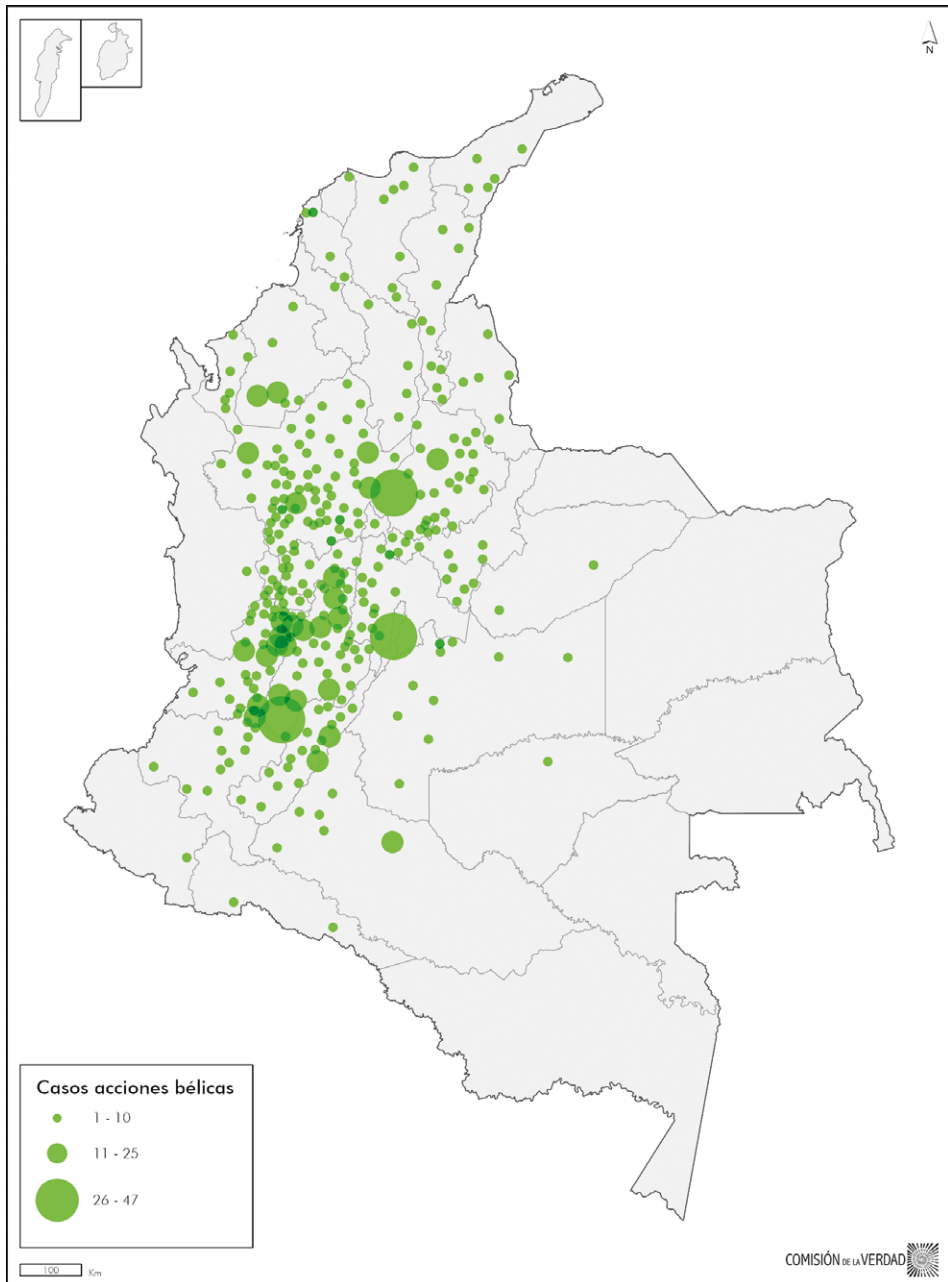 N
Casos acciones bélicas
1 - 10
11 - 25
26 - 47
100 Km
COMISIÓN DE LA VERDAD